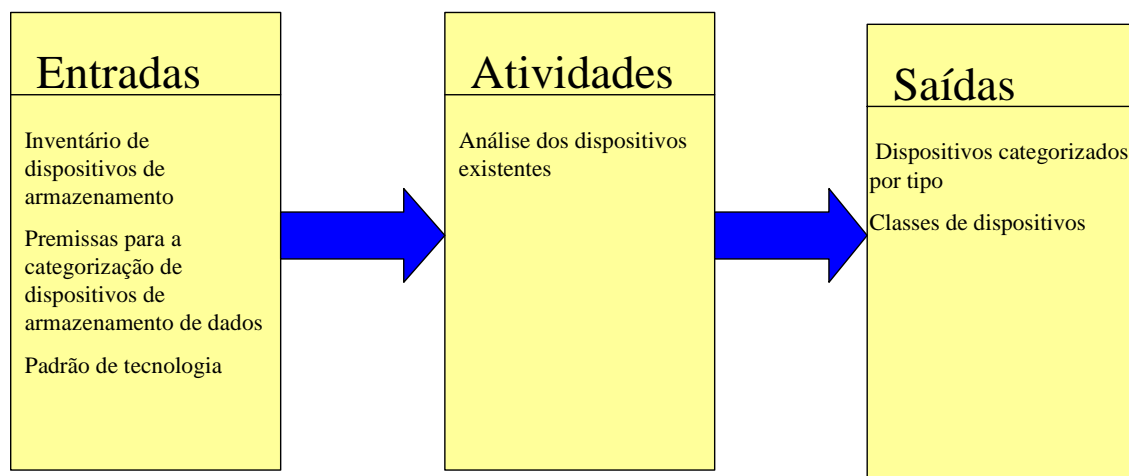 Entradas
Inventário de
dispositivos de
armazenamento
Premissas para a
categorização de
dispositivos de
armazenamento de dados
Padrão de tecnologia
Atividades
Análise dos dispositivos
existentes
Saídas
Dispositivos categorizados
por tipo
Classes de dispositivos